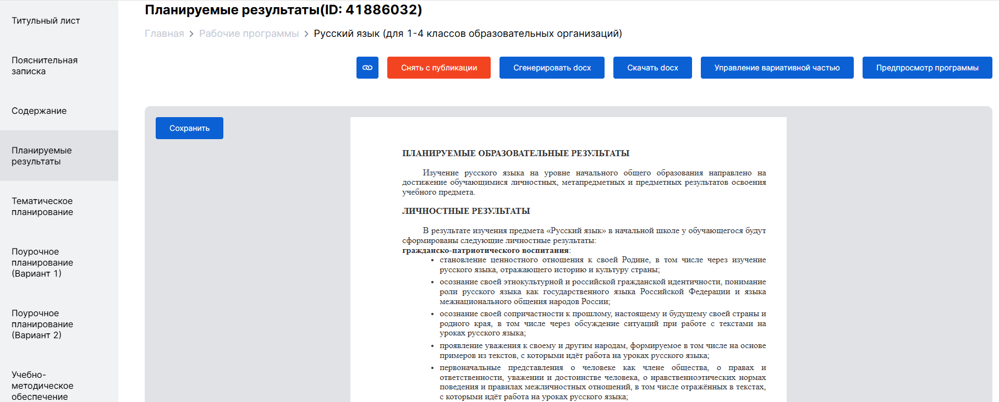 Титульный лист
Пояснительная
записка
Содержание
Планируемые
результаты
Тематическое
планирование
Поурочное
планирование
(Вариант 1)
Поурочное
планирование
(Вариант 2)
Учебно-
методическое
обеспечение
Планируемые результаты(ID: 41886032)
Главная > Рабочие программы > Русский язык (для 1-4 классов образовательных организаций)
Снять с публикации
Сгенерировать docx
Скачать docx
Управление вариативной частью
Предпросмотр программы
Сохранить
ПЛАНИРУЕМЫЕ ОБРАЗОВАТЕЛЬНЫЕ РЕЗУЛЬТАТЫ
Изучение русского языка на уровне начального общего образования направлено на
достижение обучающимися личностных, метапредметных и предметных результатов освоения
учебного предмета.
ЛИЧНОСТНЫЕ РЕЗУЛЬТАТЫ
В результате изучения предмета «Русский язык» в начальной школе у обучающегося будут
сформированы следующие личностные результаты:
гражданско-патриотического воспитания:
• становление ценностного отношения к своей Родине, в том числе через изучение
русского языка, отражающего историю и культуру страны;
• осознание своей этнокультурной и российской гражданской идентичности, понимание
роли русского языка как государственного языка Российской Федерации и языка
межнационального общения народов России;
• осознание своей сопричастности к прошлому, настоящему и будущему своей страны и
родного края, в том числе через обсуждение ситуаций при работе с текстами на
уроках русского языка;
• проявление уважения к своему и другим народам, формируемое в том числе на основе
примеров из текстов, с которыми идёт работа на уроках русского языка;
• первоначальные представления о человеке как члене общества, о правах и
ответственности, уважении и достоинстве человека, о нравственноэтических нормах
поведения и правилах межличностных отношений, в том числе отражённых в текстах,
с которыми идёт работа на уроках русского языка;